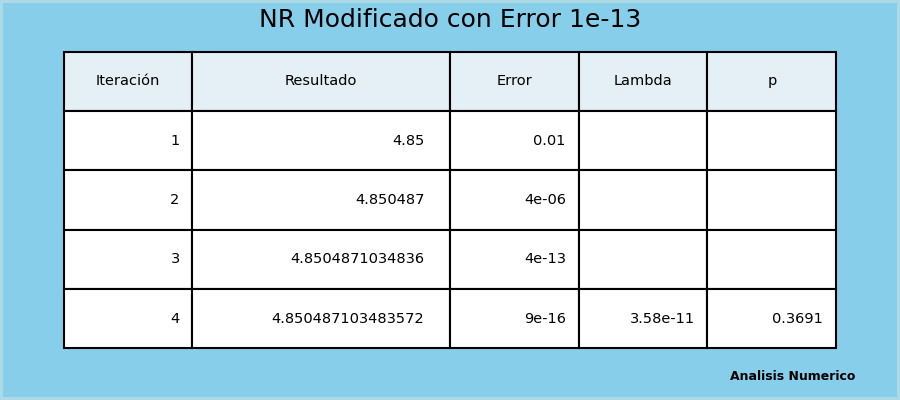 NR Modificado con Error 1e-13
Iteración Resultado Error Lambda p
1 4.85 0.01
2 4.850487 4e-06
3 4.8504871034836 4e-13
4 4.850487103483572 9e-16 3.58e-11 0.3691
Analisis Numerico